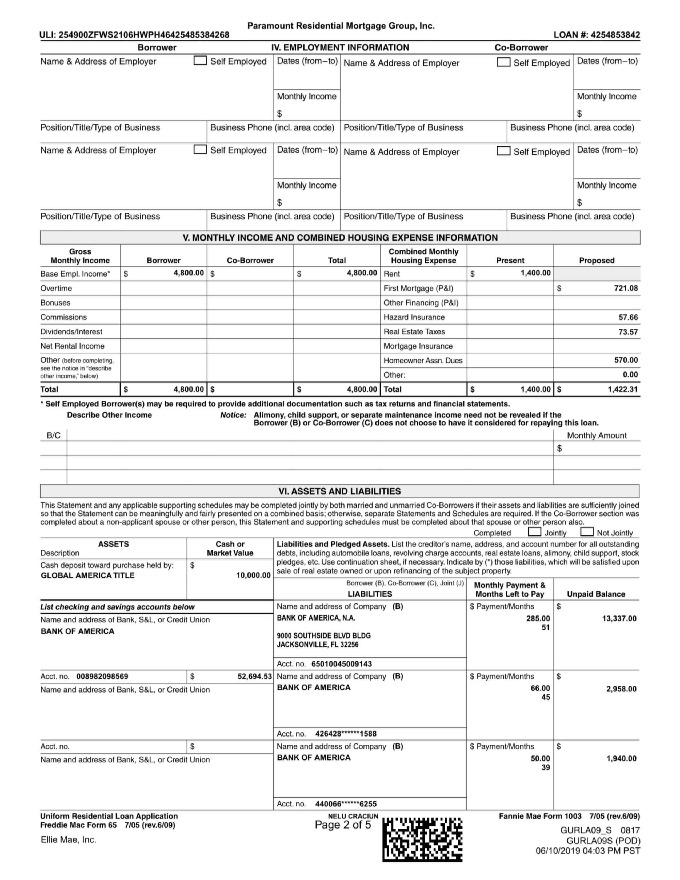 Paramount Residential Mortgage Group, Inc.
ULI: 254900ZFWS2106HWPH46425485384268 LOAN #: 4254853842
Borrower IV. EMPLOYMENT INFORMATION Co-Borrower
Name & Address of Employer Self Employed Dates (from–to) Name & Address of Employer Self Employed Dates (from–to)
Monthly Income Monthly Income
$ $
Position/Title/Type of Business Business Phone (incl. area code) Position/Title/Type of Business Business Phone (incl. area code)
Name & Address of Employer Self Employed Dates (from–to) Name & Address of Employer Self Employed Dates (from–to)
Monthly Income Monthly Income
$ $
Position/Title/Type of Business Business Phone (incl. area code) Position/Title/Type of Business Business Phone (incl. area code)
V. MONTHLY INCOME AND COMBINED HOUSING EXPENSE INFORMATION
Gross Combined Monthly
Monthly Income Borrower Co-Borrower Total Housing Expense Present Proposed
Base Empl. Income* $ 4,800.00 $ $ 4,800.00 Rent $ 1,400.00
Overtime First Mortgage (P&I) $ 721.08
Bonuses Other Financing (P&I)
Commissions Hazard Insurance 57.66
Dividends/Interest Real Estate Taxes 73.57
Net Rental Income Mortgage Insurance
Other (before completing, Homeowner Assn. Dues 570.00
see the notice in "describe
other income," below) Other: 0.00
Total $ 4,800.00 $ $ 4,800.00 Total $ 1,400.00 $ 1,422.31
* Self Employed Borrower(s) may be required to provide additional documentation such as tax returns and financial statements.
Describe Other Income Notice: Alimony, child support, or separate maintenance income need not be revealed if the
Borrower (B) or Co-Borrower (C) does not choose to have it considered for repaying this loan.
B/C Monthly Amount
$
VI. ASSETS AND LIABILITIES
This Statement and any applicable supporting schedules may be completed jointly by both married and unmarried Co-Borrowers if their assets and liabilities are sufficiently joined
so that the Statement can be meaningfully and fairly presented on a combined basis; otherwise, separate Statements and Schedules are required. If the Co-Borrower section was
completed about a non-applicant spouse or other person, this Statement and supporting schedules must be completed about that spouse or other person also.
Completed Jointly Not Jointly
ASSETS Cash or Liabilities and Pledged Assets. List the creditor's name, address, and account number for all outstanding
Description Market Value debts, including automobile loans, revolving charge accounts, real estate loans, alimony, child support, stock
Cash deposit toward purchase held by: $ pledges, etc. Use continuation sheet, if necessary. Indicate by (*) those liabilities, which will be satisfied upon
GLOBAL AMERICA TITLE 10,000.00 sale of real estate owned or upon refinancing of the subject property.
Borrower (B), Co-Borrower (C), Joint (J) Monthly Payment &
LIABILITIES Months Left to Pay Unpaid Balance
List checking and savings accounts below Name and address of Company (B) $ Payment/Months $
Name and address of Bank, S&L, or Credit Union BANK OF AMERICA, N.A. 285.00 13,337.00
BANK OF AMERICA 51
9000 SOUTHSIDE BLVD BLDG
JACKSONVILLE, FL 32256
Acct. no. 65010045009143
Acct. no. 008982098569 $ 52,694.53 Name and address of Company (B) $ Payment/Months $
Name and address of Bank, S&L, or Credit Union BANK OF AMERICA 66.00 2,958.00
45
Acct. no. 426428******1588
Acct. no. $ Name and address of Company (B) $ Payment/Months $
Name and address of Bank, S&L, or Credit Union BANK OF AMERICA 50.00 1,940.00
39
Acct. no. 440066******6255
Uniform Residential Loan Application NELU CRACIUN Fannie Mae Form 1003 7/05 (rev.6/09)
Freddie Mac Form 65 7/05 (rev.6/09) Page 2 of 5
GURLA09_S 0817
Ellie Mae, Inc. GURLA09S (POD)
06/10/2019 04:03 PM PST